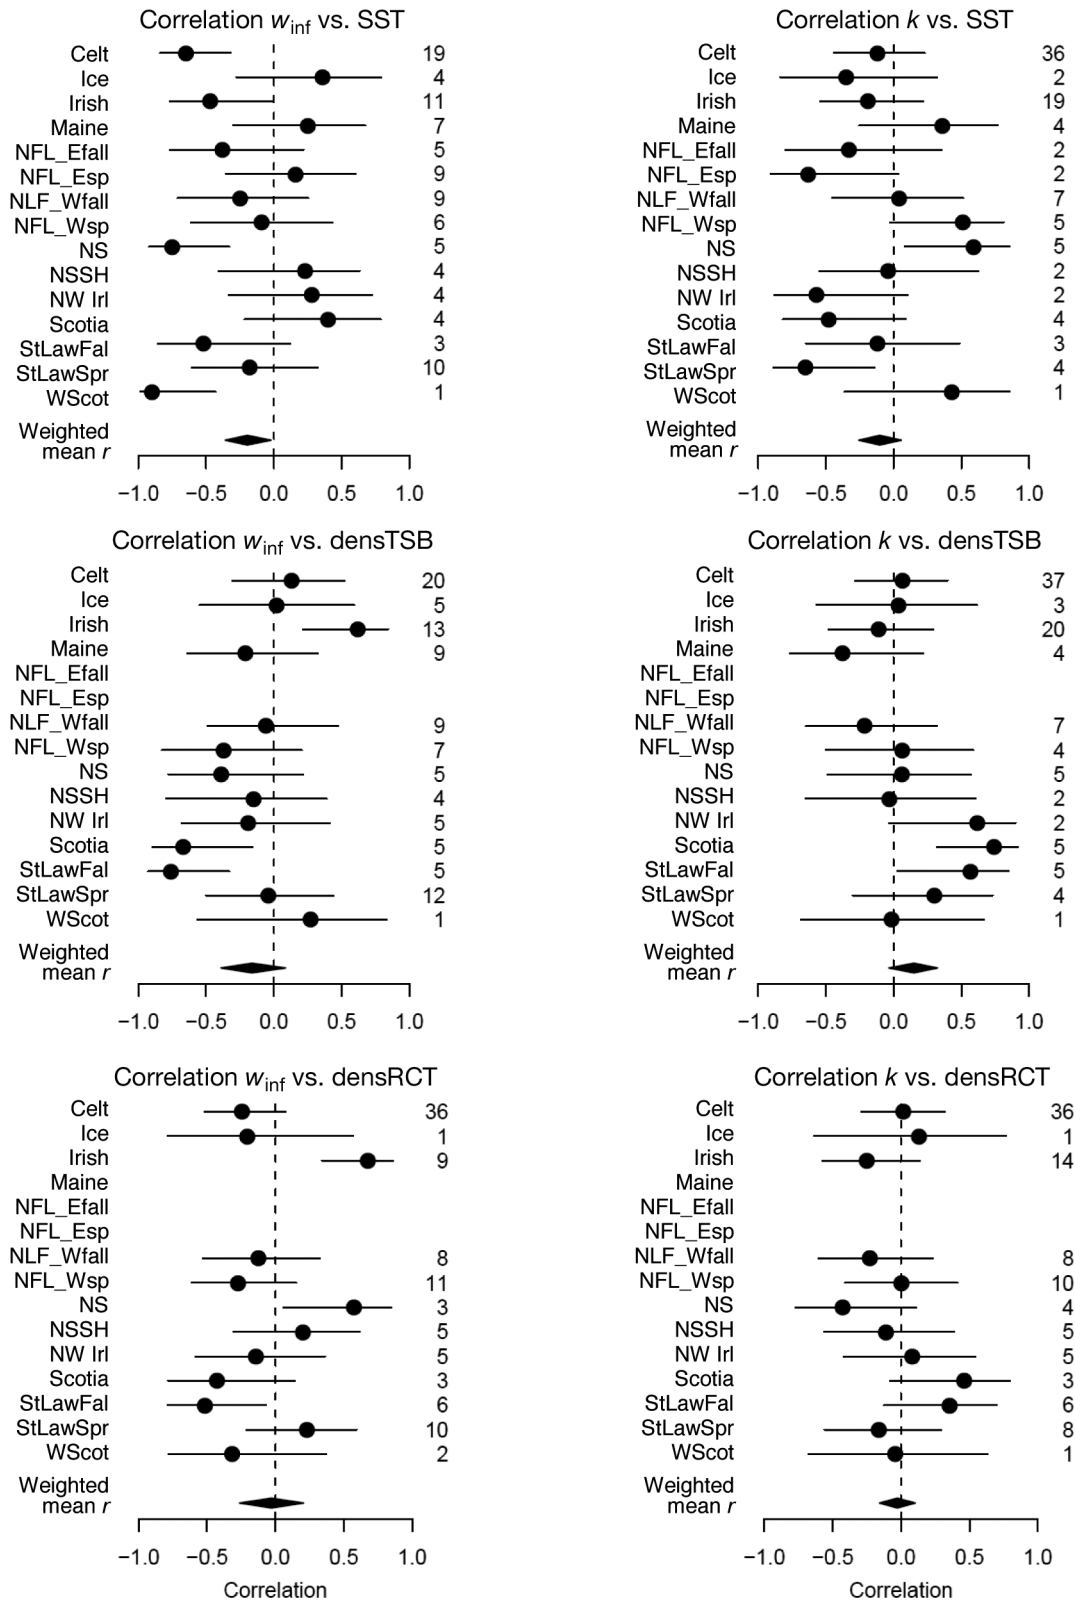 Correlation winf vs. SST
Celt 19
Ice 4
Irish 11
Maine 7
NFL_Efall 5
NFL_Esp 9
NLF_Wfall 9
NFL_Wsp 6
NS 5
NSSH 4
NW Irl 4
Scotia 4
StLawFal 3
StLawSpr 10
WScot 1
Weighted
mean r
−1.0 −0.5 0.0 0.5 1.0
Correlation k vs. SST
Celt 36
Ice 2
Irish 19
Maine 4
NFL_Efall 2
NFL_Esp 2
NLF_Wfall 7
NFL_Wsp 5
NS 5
NSSH 2
NW Irl 2
Scotia 4
StLawFal 3
StLawSpr 4
WScot 1
Weighted
mean r
−1.0 −0.5 0.0 0.5 1.0
Correlation winf vs. densTSB
Celt 20
Ice 5
Irish 13
Maine 9
NFL_Efall
NFL_Esp
NLF_Wfall 9
NFL_Wsp 7
NS 5
NSSH 4
NW Irl 5
Scotia 5
StLawFal 5
StLawSpr 12
WScot 1
Weighted
mean r
−1.0 −0.5 0.0 0.5 1.0
Correlation k vs. densTSB
Celt 37
Ice 3
Irish 20
Maine 4
NFL_Efall
NFL_Esp
NLF_Wfall 7
NFL_Wsp 4
NS 5
NSSH 2
NW Irl 2
Scotia 5
StLawFal 5
StLawSpr 4
WScot 1
Weighted
mean r
−1.0 −0.5 0.0 0.5 1.0
Correlation winf vs. densRCT
Celt 36
Ice 1
Irish 9
Maine
NFL_Efall
NFL_Esp
NLF_Wfall 8
NFL_Wsp 11
NS 3
NSSH 5
NW Irl 5
Scotia 3
StLawFal 6
StLawSpr 10
WScot 2
Weighted
mean r
−1.0 −0.5 0.0 0.5 1.0
Correlation
Correlation k vs. densRCT
Celt 36
Ice 1
Irish 14
Maine
NFL_Efall
NFL_Esp
NLF_Wfall 8
NFL_Wsp 10
NS 4
NSSH 5
NW Irl 5
Scotia 3
StLawFal 6
StLawSpr 8
WScot 1
Weighted
mean r
−1.0 −0.5 0.0 0.5 1.0
Correlation